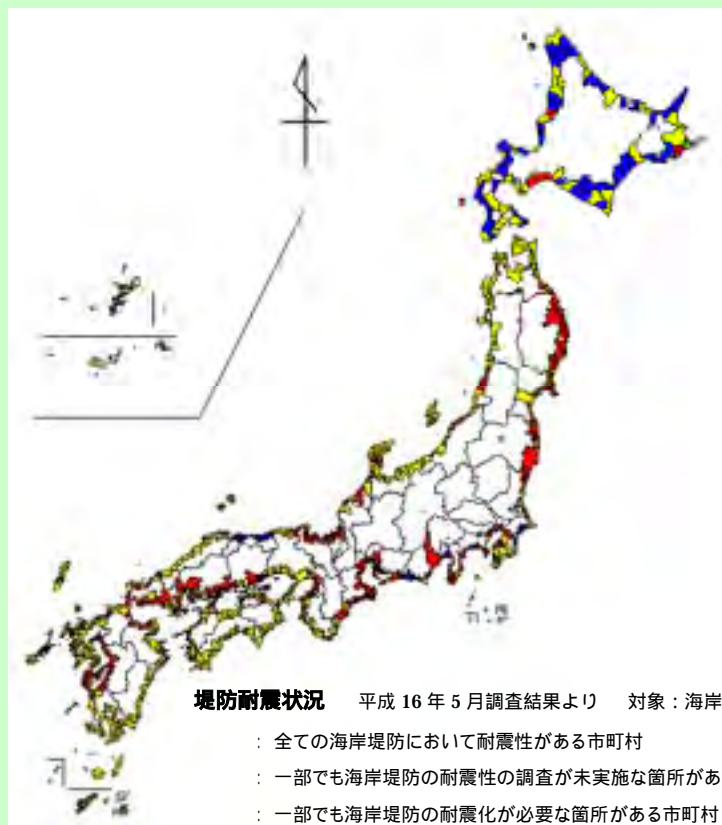 堤防耐震状況 平成 16 年 5 月調査結果より 対象：海岸
： 全ての海岸堤防において耐震性がある市町村
： 一部でも海岸堤防の耐震性の調査が未実施な箇所があ
： 一部でも海岸堤防の耐震化が必要な箇所がある市町村